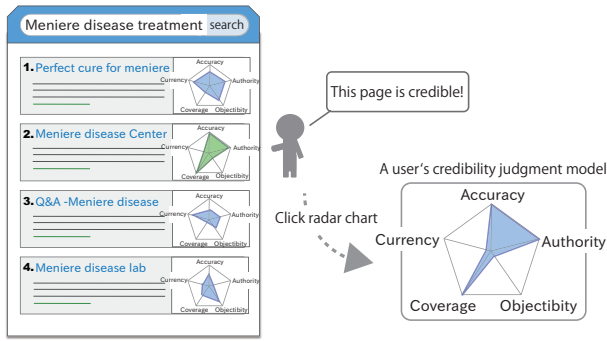 Meniere disease treatment search
1. Perfect cure for meniere
Accuracy
Currency
Authority
Coverage
Objectibity
2. Meniere disease Center
Accuracy
Currency
Authority
Coverage
Objectibity
3. Q&A -Meniere disease
Accuracy
Currency
Authority
Coverage
Objectibity
4. Meniere disease lab
Accuracy
Currency
Authority
Coverage
Objectibity
This page is credible!
Click radar chart
A user's credibility judgment model
Accuracy
Currency
Authority
Coverage
Objectibity